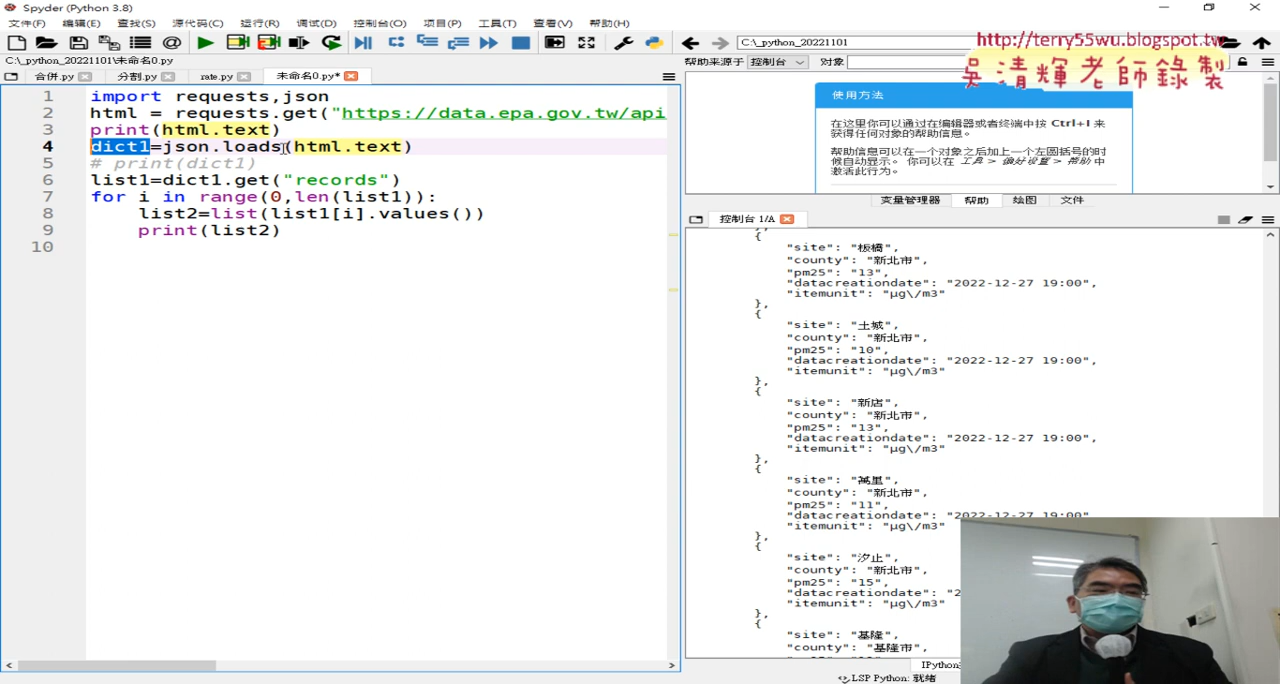 Spyder (Python 3.8)
文件(F) 编辑(E) 查找(S) 源代码(C) 运行(R) 调试(D) 控制台(O) 项目(P) 工具(T) 查看(V) 帮助(H)
C:\_python_20221101
http://terry55wu.blogspot.tw
吳清輝老師錄製
C:\_python_20221101\未命名0.py
帮助来源于 控制台 对象
合併.py 分割.py rate.py 未命名0.py*
1 import requests,json
2 html = requests.get("https://data.epa.gov.tw/api
3 print(html.text)
4 dict1=json.loads(html.text)
5 # print(dict1)
6 list1=dict1.get("records")
7 for i in range(0,len(list1)):
8 list2=list(list1[i].values())
9 print(list2)
10
使用方法
在这里你可以通过在编辑器或者终端中按 Ctrl+I 来
获得任何对象的帮助信息。
帮助信息可以在一个对象之后加上一个左圆括号的时
候自动显示。 你可以在 工具 > 偏好设置 > 帮助 中
激活此行为。
变量管理器 帮助 绘图 文件
控制台 1/A
{
"site": "板橋",
"county": "新北市",
"pm25": "13",
"datacreationdate": "2022-12-27 19:00",
"itemunit": "μg\/m3"
},
{
"site": "土城",
"county": "新北市",
"pm25": "10",
"datacreationdate": "2022-12-27 19:00",
"itemunit": "μg\/m3"
},
{
"site": "新店",
"county": "新北市",
"pm25": "13",
"datacreationdate": "2022-12-27 19:00",
"itemunit": "μg\/m3"
},
{
"site": "萬里",
"county": "新北市",
"pm25": "11",
"datacreationdate": "2022-12-27 19:00",
"itemunit": "μg\/m3"
},
{
"site": "汐止",
"county": "新北市",
"pm25": "15",
"datacreationdate": "2
"itemunit": "μg\/m3"
},
{
"site": "基隆",
"county": "基隆市",
IPython
LSP Python: 就绪